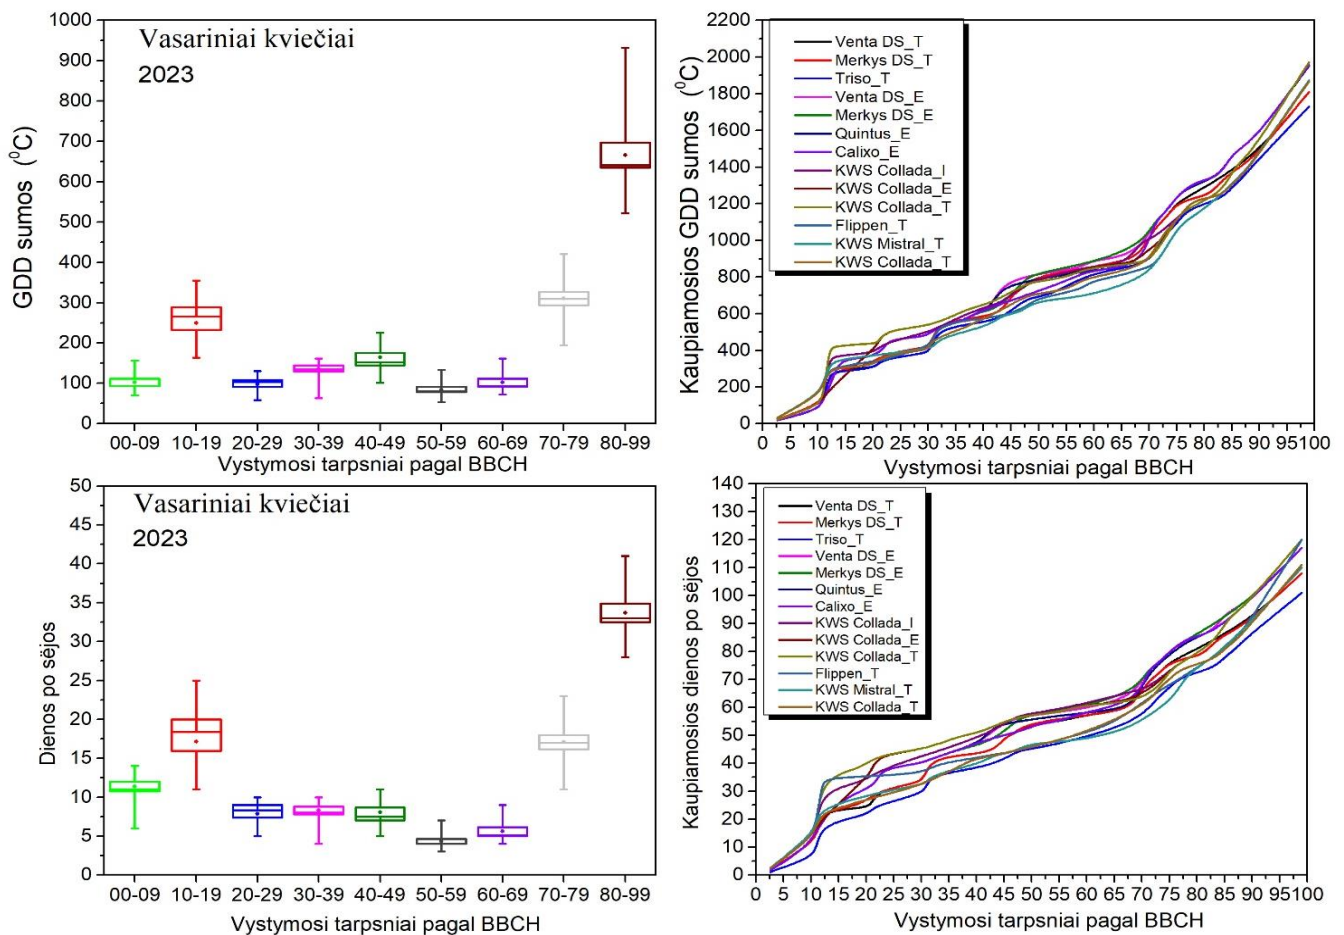 Vasariniai kviečiai
2023
GDD sumos (⁰C)
1000
900
800
700
600
500
400
300
200
100
0
00-09 10-19 20-29 30-39 40-49 50-59 60-69 70-79 80-99
Vystymosi tarpsniai pagal BBCH
Kaupiamosios GDD sumos (⁰C)
2200
2000
1800
1600
1400
1200
1000
800
600
400
200
0
Venta DS_T
Merkys DS_T
Triso_T
Venta DS_E
Merkys DS_E
Quintus_E
Calixo_E
KWS Collada_I
KWS Collada_E
KWS Collada_T
Flippen_T
KWS Mistral_T
KWS Collada_T
0 5 10 15 20 25 30 35 40 45 50 55 60 65 70 75 80 85 90 95 100
Vystymosi tarpsniai pagal BBCH
Vasariniai kviečiai
2023
Dienos po sėjos
50
45
40
35
30
25
20
15
10
5
0
00-09 10-19 20-29 30-39 40-49 50-59 60-69 70-79 80-99
Vystymosi tarpsniai pagal BBCH
Kaupiamosios dienos po sėjos
140
130
120
110
100
90
80
70
60
50
40
30
20
10
0
Venta DS_T
Merkys DS_T
Triso_T
Venta DS_E
Merkys DS_E
Quintus_E
Calixo_E
KWS Collada_I
KWS Collada_E
KWS Collada_T
Flippen_T
KWS Mistral_T
KWS Collada_T
0 5 10 15 20 25 30 35 40 45 50 55 60 65 70 75 80 85 90 95 100
Vystymosi tarpsniai pagal BBCH